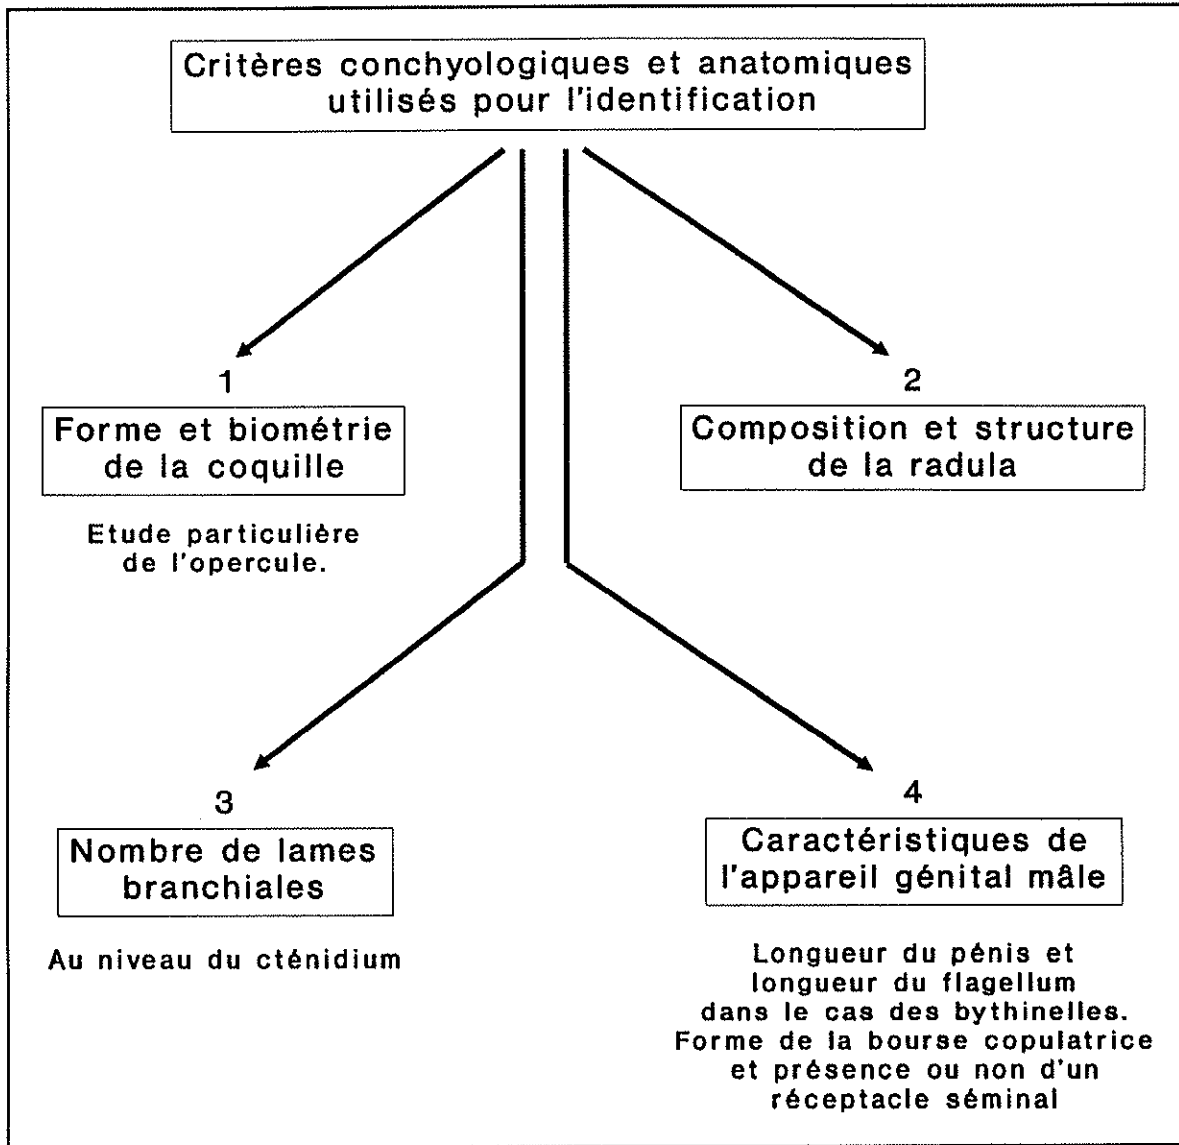 Critères conchyologiques et anatomiques
utilisés pour l'identification
1
Forme et biométrie
de la coquille
Etude particulière
de l'opercule.
2
Composition et structure
de la radula
3
Nombre de lames
branchiales
Au niveau du cténidium
4
Caractéristiques de
l'appareil génital mâle
Longueur du pénis et
longueur du flagellum
dans le cas des bythinelles.
Forme de la bourse copulatrice
et présence ou non d'un
réceptacle séminal